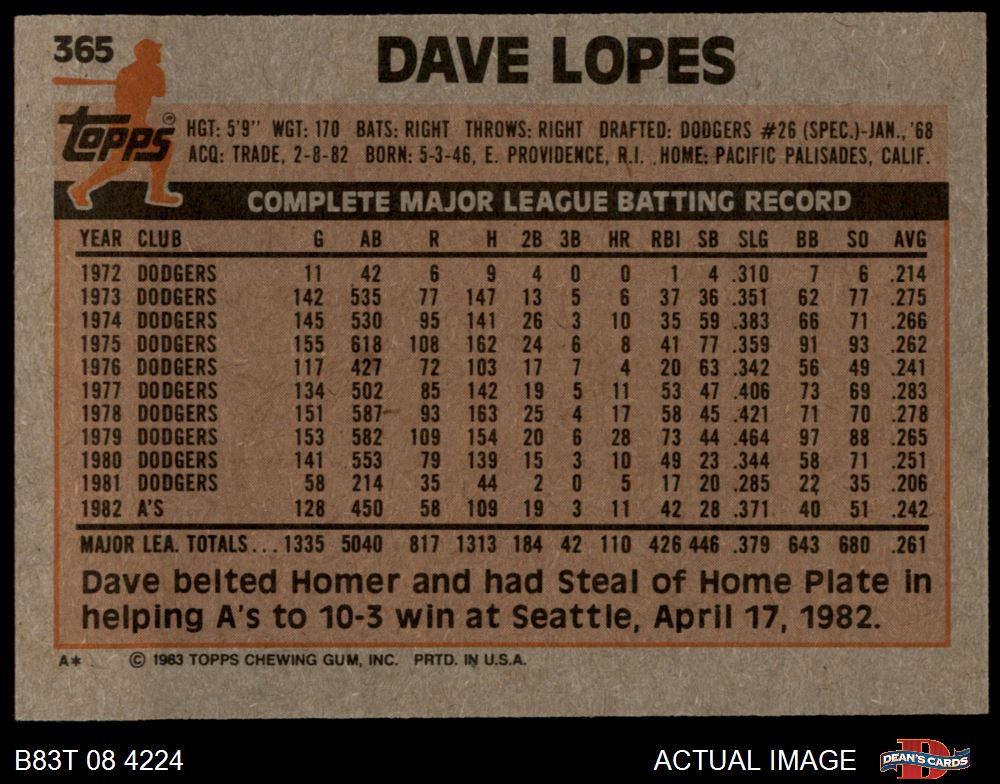 365
DAVE LOPES
Topps
HGT: 5'9" WGT: 170 BATS: RIGHT THROWS: RIGHT DRAFTED: DODGERS #26 (SPEC.)-JAN., '68
ACQ: TRADE, 2-8-82 BORN: 5-3-46, E. PROVIDENCE, R.I. HOME: PACIFIC PALISADES, CALIF.
COMPLETE MAJOR LEAGUE BATTING RECORD
YEAR CLUB G AB R H 2B 3B HR RBI SB SLG BB SO AVG
1972 DODGERS 11 42 6 9 4 0 0 1 4 .310 7 6 .214
1973 DODGERS 142 535 77 147 13 5 6 37 36 .351 62 77 .275
1974 DODGERS 145 530 95 141 26 3 10 35 59 .383 66 71 .266
1975 DODGERS 155 618 108 162 24 6 8 41 77 .359 91 93 .262
1976 DODGERS 117 427 72 103 17 7 4 20 63 .342 56 49 .241
1977 DODGERS 134 502 85 142 19 5 11 53 47 .406 73 69 .283
1978 DODGERS 151 587 93 163 25 4 17 58 45 .421 71 70 .278
1979 DODGERS 153 582 109 154 20 6 28 73 44 .464 97 88 .265
1980 DODGERS 141 553 79 139 15 3 10 49 23 .344 58 71 .251
1981 DODGERS 58 214 35 44 2 0 5 17 20 .285 22 35 .206
1982 A'S 128 450 58 109 19 3 11 42 28 .371 40 51 .242
MAJOR LEA. TOTALS... 1335 5040 817 1313 184 42 110 426 446 .379 643 680 .261
Dave belted Homer and had Steal of Home Plate in
helping A's to 10-3 win at Seattle, April 17, 1982.
A* © 1983 TOPPS CHEWING GUM, INC. PRTD. IN U.S.A.
B83T 08 4224 ACTUAL IMAGE DEAN'S CARDS